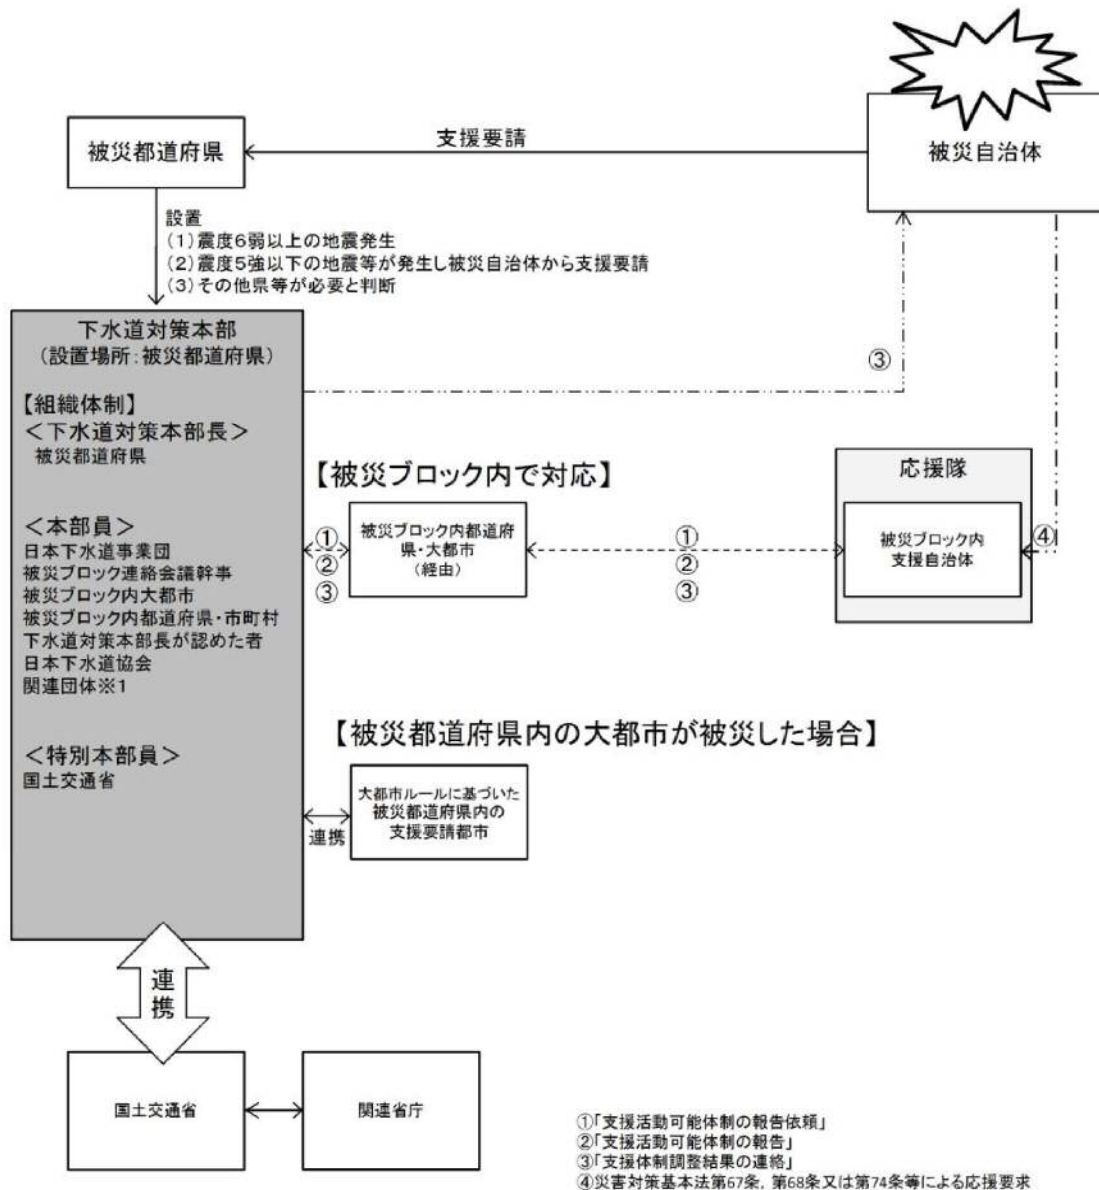 被災都道府県
支援要請
被災自治体
設置
(1)震度6弱以上の地震発生
(2)震度5強以下の地震等が発生し被災自治体から支援要請
(3)その他県等が必要と判断
下水道対策本部
(設置場所:被災都道府県)
【組織体制】
<下水道対策本部長>
被災都道府県
<本部員>
日本下水道事業団
被災ブロック連絡会議幹事
被災ブロック内大都市
被災ブロック内都道府県・市町村
下水道対策本部長が認めた者
日本下水道協会
関連団体※1
<特別本部員>
国土交通省
③
【被災ブロック内で対応】
①
②
③
被災ブロック内都道府
県・大都市
(経由)
①
②
③
応援隊
被災ブロック内
支援自治体
④
【被災都道府県内の大都市が被災した場合】
連携
大都市ルールに基づいた
被災都道府県内の
支援要請都市
連
携
国土交通省
関連省庁
①「支援活動可能体制の報告依頼」
②「支援活動可能体制の報告」
③「支援体制調整結果の連絡」
④災害対策基本法第67条,第68条又は第74条等による応援要求